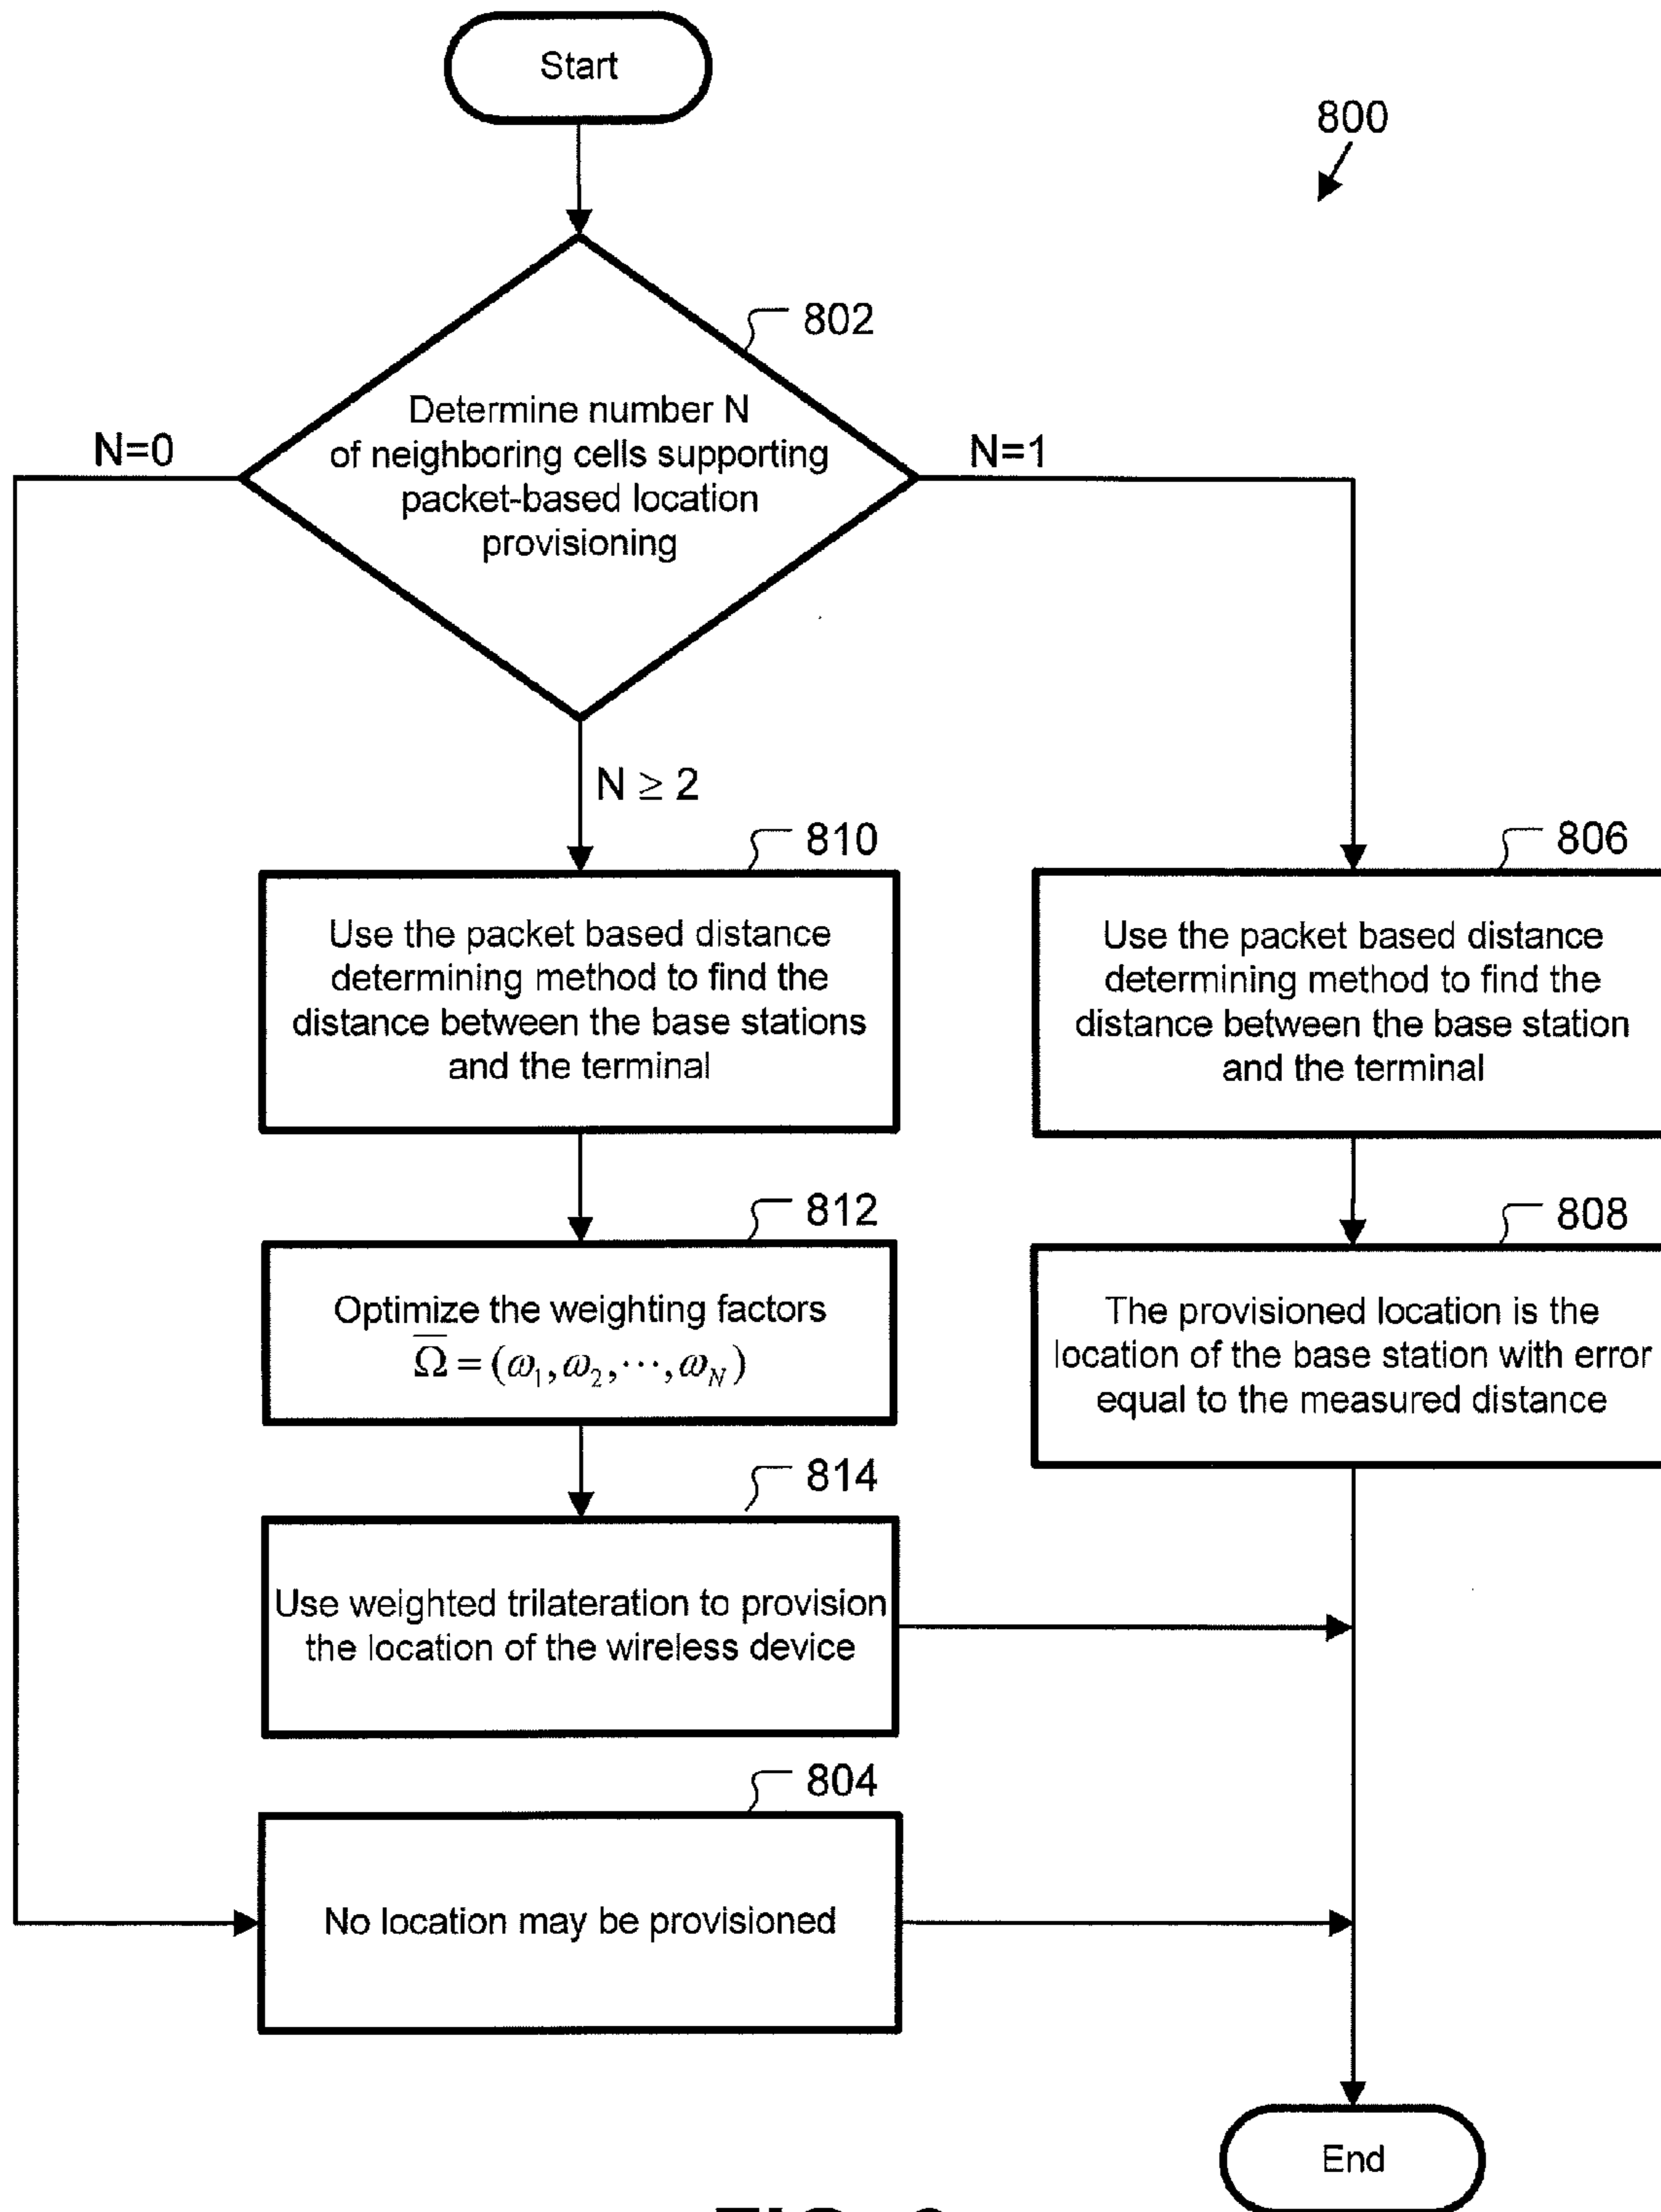 Start
800
802
Determine number N
of neighboring cells supporting
packet-based location
provisioning
N=0
N=1
N ≥ 2
810
Use the packet based distance
determining method to find the
distance between the base stations
and the terminal
806
Use the packet based distance
determining method to find the
distance between the base station
and the terminal
812
Optimize the weighting factors
Ω̅ = (ω₁, ω₂, ⋯, ω_N)
808
The provisioned location is the
location of the base station with error
equal to the measured distance
814
Use weighted trilateration to provision
the location of the wireless device
804
No location may be provisioned
End